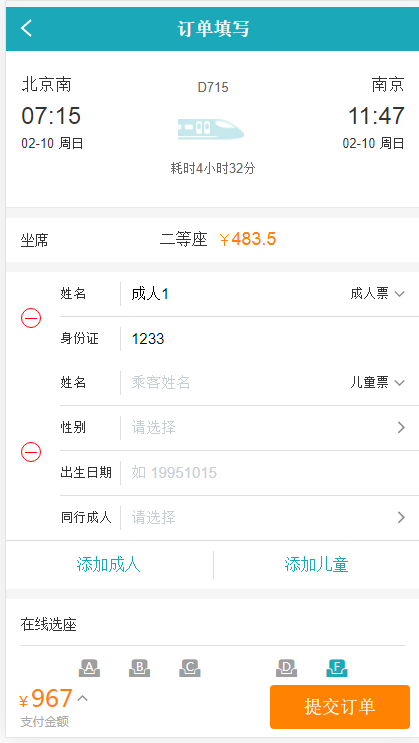 订单填写
北京南 D715 南京
07:15 11:47
02-10 周日 02-10 周日
耗时4小时32分
坐席 二等座 ￥483.5
姓名 成人1 成人票
身份证 1233
姓名 乘客姓名 儿童票
性别 请选择
出生日期 如 19951015
同行成人 请选择
添加成人 添加儿童
在线选座
A B C D F
￥967 提交订单
支付金额